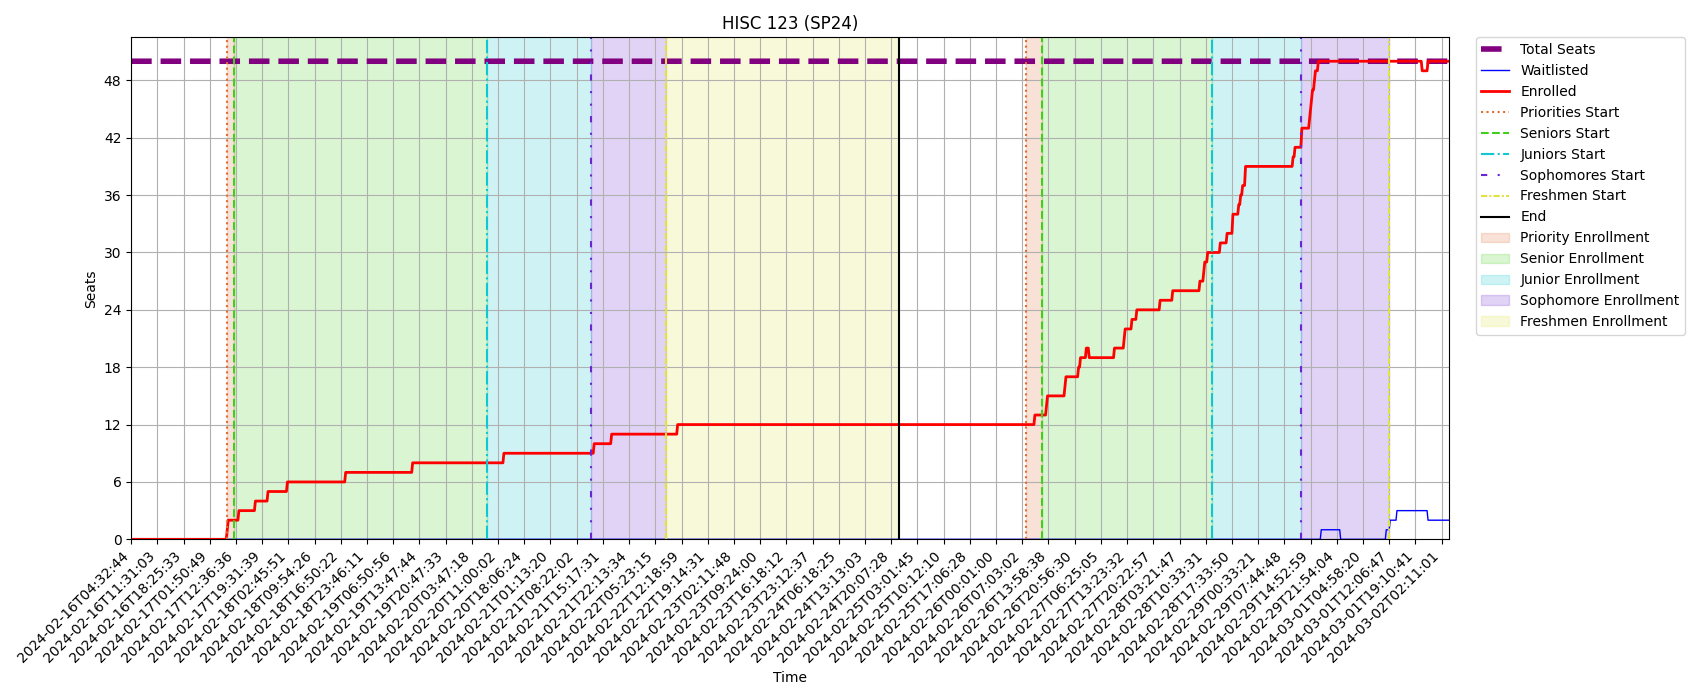 HISC 123 (SP24)
Seats
48
42
36
30
24
18
12
6
0
2024-02-16T04:32:44
2024-02-16T11:31:03
2024-02-16T18:25:33
2024-02-17T01:50:49
2024-02-17T12:36:36
2024-02-17T19:31:39
2024-02-18T02:45:51
2024-02-18T09:54:26
2024-02-18T16:50:22
2024-02-18T23:46:11
2024-02-19T06:50:56
2024-02-19T13:47:44
2024-02-19T20:47:33
2024-02-20T03:47:18
2024-02-20T11:00:02
2024-02-20T18:06:24
2024-02-21T01:13:20
2024-02-21T08:22:02
2024-02-21T15:17:31
2024-02-21T22:13:34
2024-02-22T05:23:15
2024-02-22T12:18:59
2024-02-22T19:14:31
2024-02-23T02:11:48
2024-02-23T09:24:00
2024-02-23T16:18:12
2024-02-23T23:12:37
2024-02-24T06:18:25
2024-02-24T13:13:03
2024-02-24T20:07:28
2024-02-25T03:01:45
2024-02-25T10:12:10
2024-02-25T17:06:28
2024-02-26T00:01:00
2024-02-26T07:03:02
2024-02-26T13:58:38
2024-02-26T20:56:30
2024-02-27T06:25:05
2024-02-27T13:23:32
2024-02-27T20:22:57
2024-02-28T03:21:47
2024-02-28T10:33:31
2024-02-28T17:33:50
2024-02-29T00:33:21
2024-02-29T07:44:48
2024-02-29T14:52:59
2024-02-29T21:54:04
2024-03-01T04:58:20
2024-03-01T12:06:47
2024-03-01T19:10:41
2024-03-02T02:11:01
Time
Total Seats
Waitlisted
Enrolled
Priorities Start
Seniors Start
Juniors Start
Sophomores Start
Freshmen Start
End
Priority Enrollment
Senior Enrollment
Junior Enrollment
Sophomore Enrollment
Freshmen Enrollment